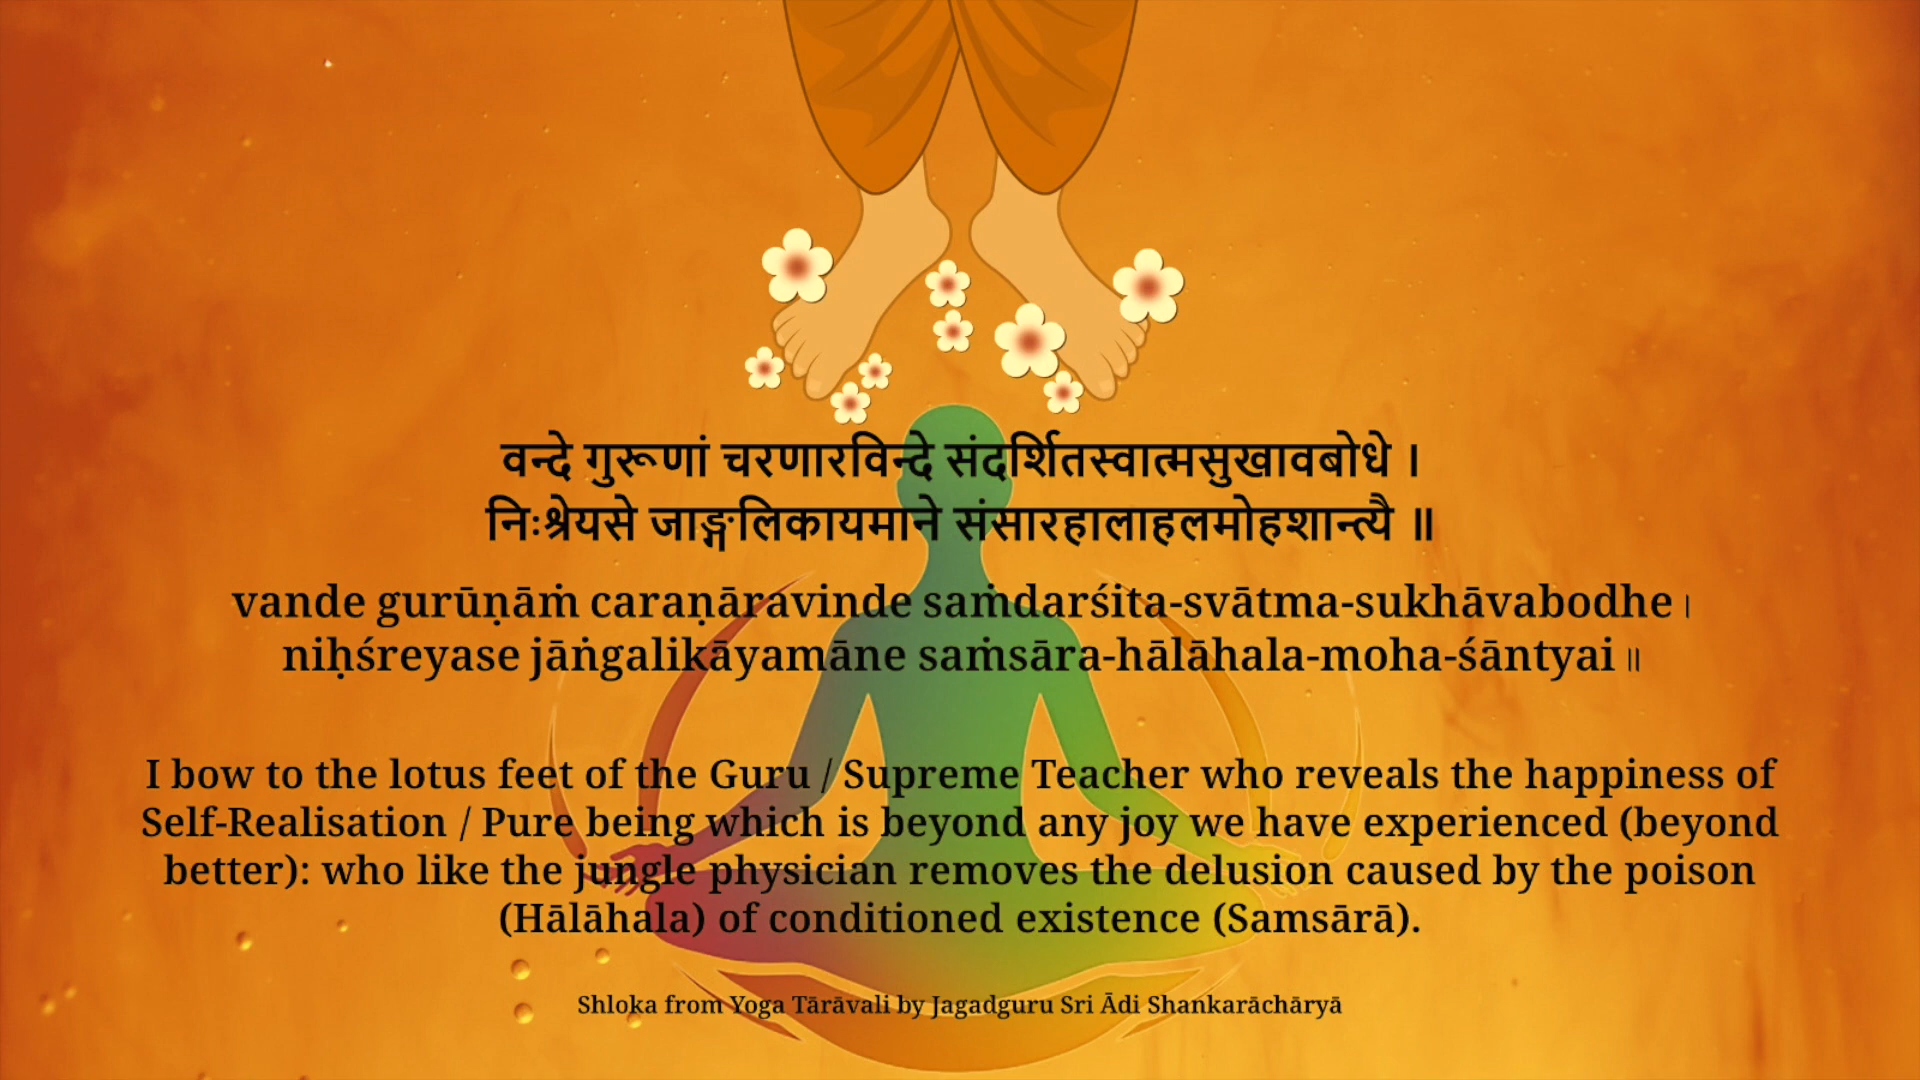 वन्दे गुरूणां चरणारविन्दे संदर्शितस्वात्मसुखावबोधे ।
निःश्रेयसे जाङ्गलिकायमाने संसारहालाहलमोहशान्त्यै ॥
vande gurūṇāṁ caraṇāravinde saṁdarśita-svātma-sukhāvabodhe ।
niḥśreyase jāṅgalikāyamāne saṁsāra-hālāhala-moha-śāntyai ॥
I bow to the lotus feet of the Guru / Supreme Teacher who reveals the happiness of
Self-Realisation / Pure being which is beyond any joy we have experienced (beyond
better): who like the jungle physician removes the delusion caused by the poison
(Hālāhala) of conditioned existence (Samsārā).
Shloka from Yoga Tārāvali by Jagadguru Sri Ādi Shankarāchāryā